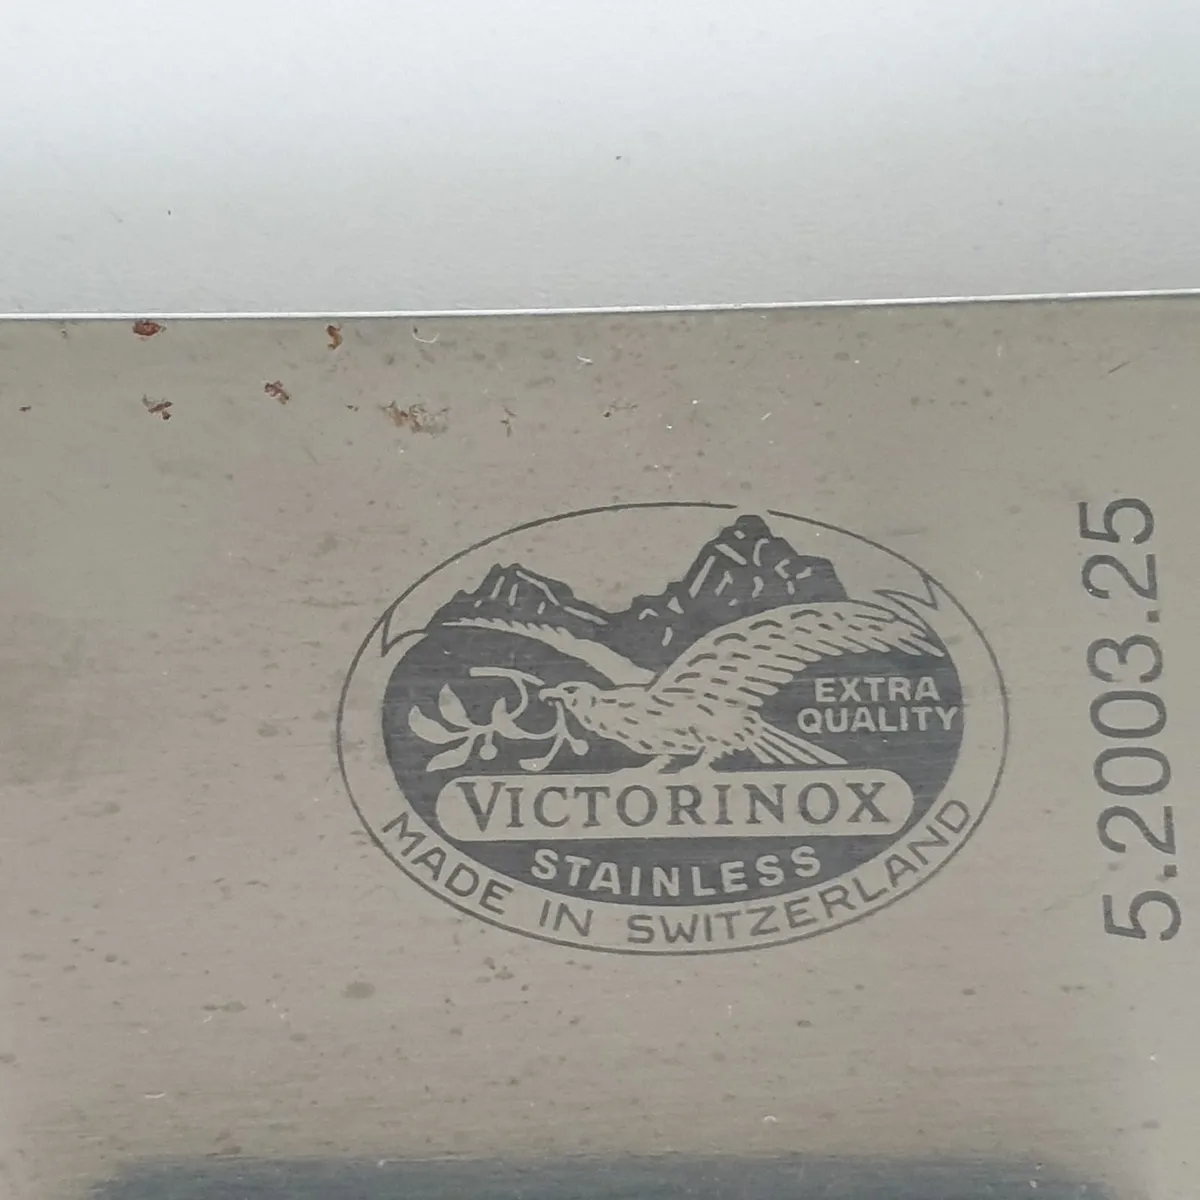 EXTRA
QUALITY
VICTORINOX
STAINLESS
MADE IN SWITZERLAND
5.2003.25